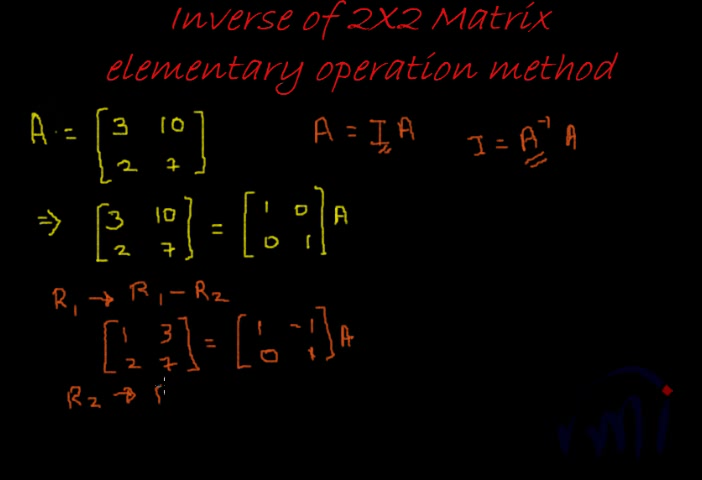 Inverse of 2X2 Matrix
elementary operation method
A = [3 10 2 7] A = I A I = A⁻¹ A
⇒ [3 10 2 7] = [1 0 0 1] A
R₁ → R₁ - R₂
[1 3 2 7] = [1 -1 0 1] A
R₂ →